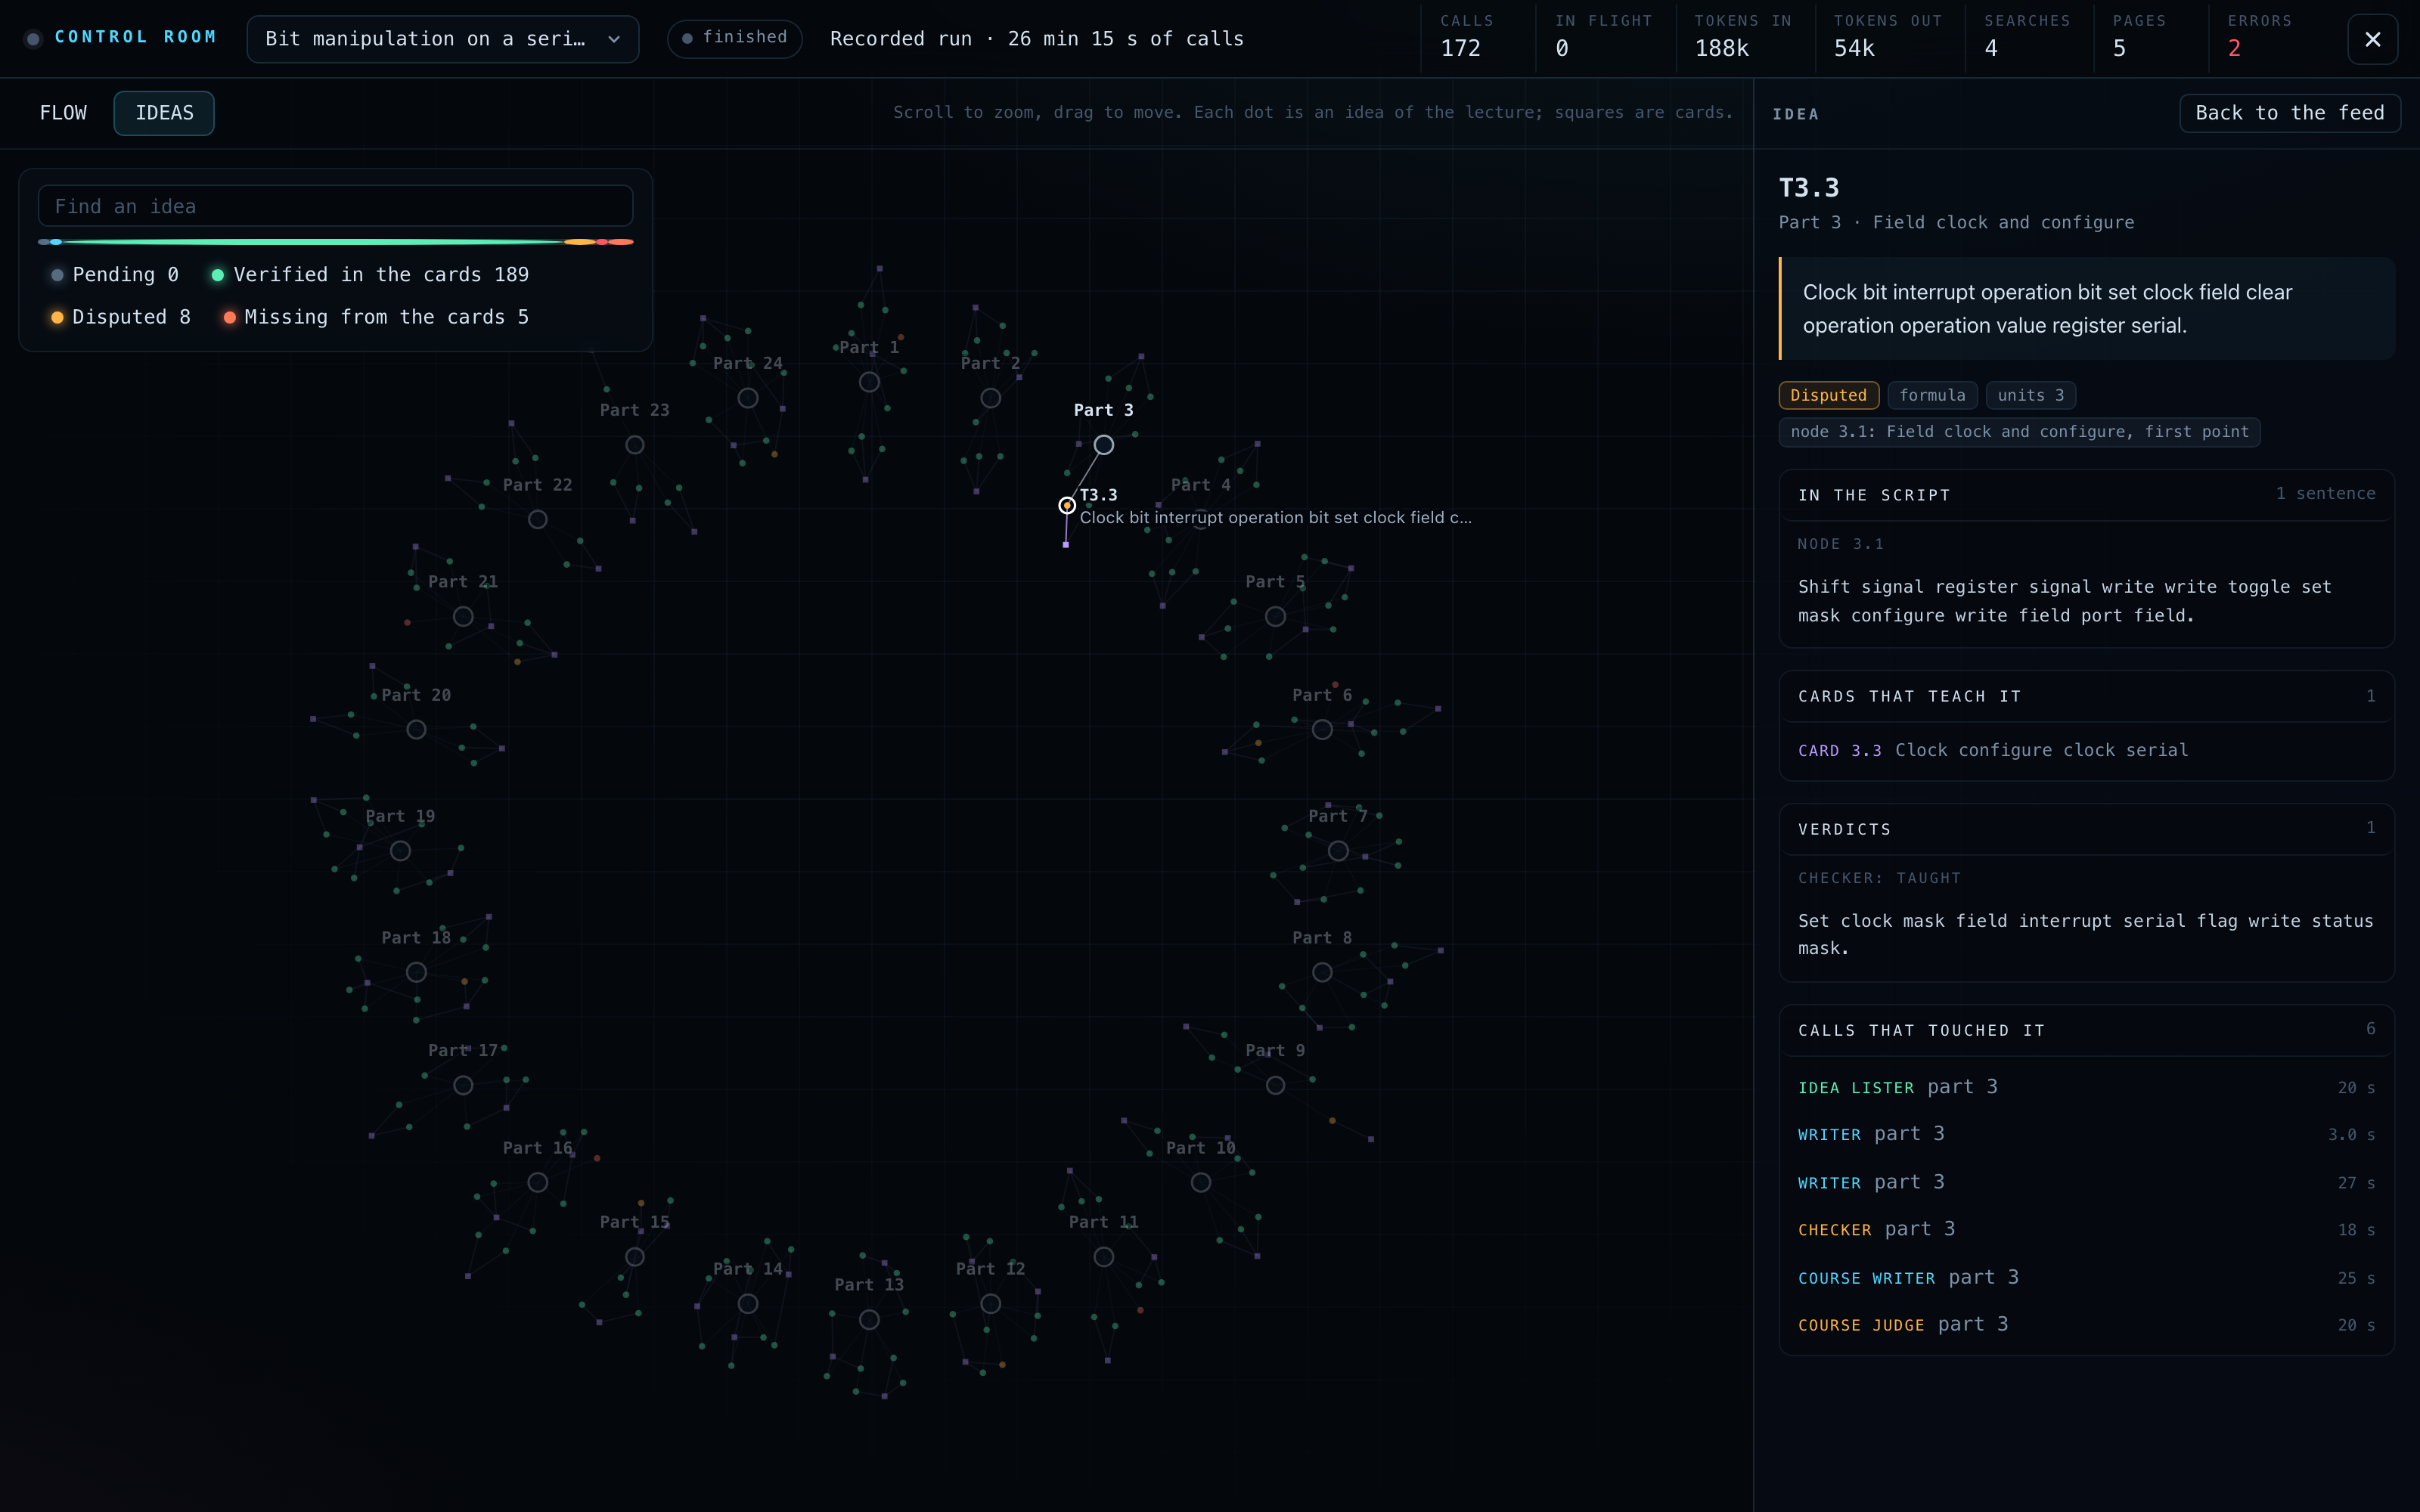 CONTROL ROOM
Bit manipulation on a seri…
finished
Recorded run · 26 min 15 s of calls
CALLS
172
IN FLIGHT
0
TOKENS IN
188k
TOKENS OUT
54k
SEARCHES
4
PAGES
5
ERRORS
2
FLOW
IDEAS
Scroll to zoom, drag to move. Each dot is an idea of the lecture; squares are cards.
Find an idea
Pending 0
Verified in the cards 189
Disputed 8
Missing from the cards 5
Part 1
Part 2
Part 3
T3.3
Clock bit interrupt operation bit set clock field c…
Part 4
Part 5
Part 6
Part 7
Part 8
Part 9
Part 10
Part 11
Part 12
Part 13
Part 14
Part 15
Part 16
Part 17
Part 18
Part 19
Part 20
Part 21
Part 22
Part 23
Part 24
IDEA
Back to the feed
T3.3
Part 3 · Field clock and configure
Clock bit interrupt operation bit set clock field clear
operation operation value register serial.
Disputed
formula
units 3
node 3.1: Field clock and configure, first point
IN THE SCRIPT
1 sentence
NODE 3.1
Shift signal register signal write write toggle set
mask configure write field port field.
CARDS THAT TEACH IT
1
CARD 3.3 Clock configure clock serial
VERDICTS
1
CHECKER: TAUGHT
Set clock mask field interrupt serial flag write status
mask.
CALLS THAT TOUCHED IT
6
IDEA LISTER part 3
20 s
WRITER part 3
3.0 s
WRITER part 3
27 s
CHECKER part 3
18 s
COURSE WRITER part 3
25 s
COURSE JUDGE part 3
20 s